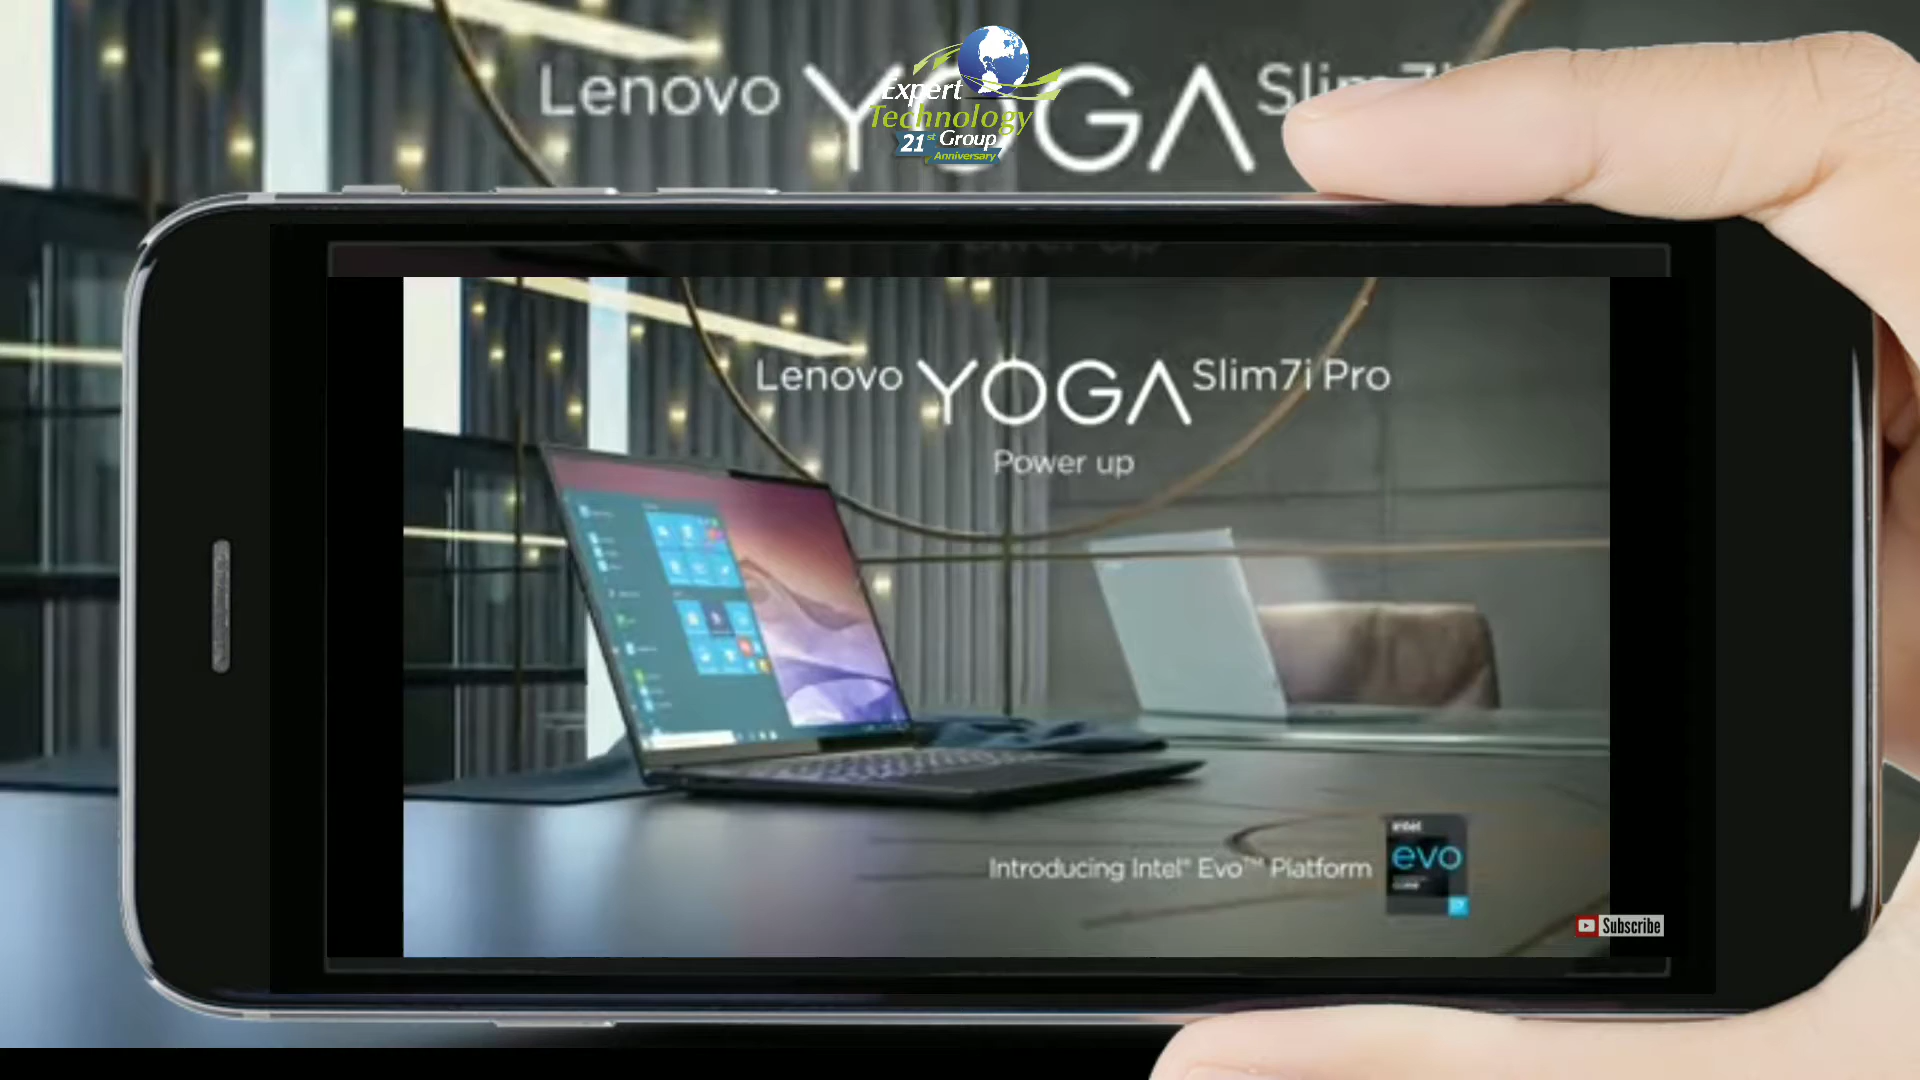 Lenovo YOGA Slim7i
Expert
Technology
21st Group
Anniversary
Lenovo YOGA Slim7i Pro
Power up
Introducing Intel® Evo™ Platform
intel
evo
Subscribe